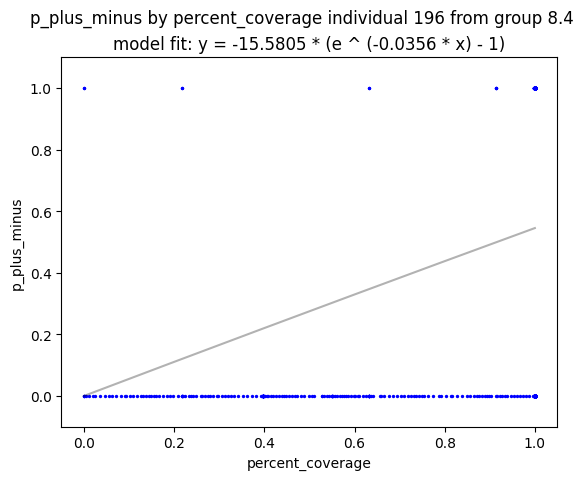 p_plus_minus by percent_coverage individual 196 from group 8.4
model fit: y = -15.5805 * (e ^ (-0.0356 * x) - 1)
1.0
0.8
0.6
0.4
0.2
0.0
p_plus_minus
0.0 0.2 0.4 0.6 0.8 1.0
percent_coverage